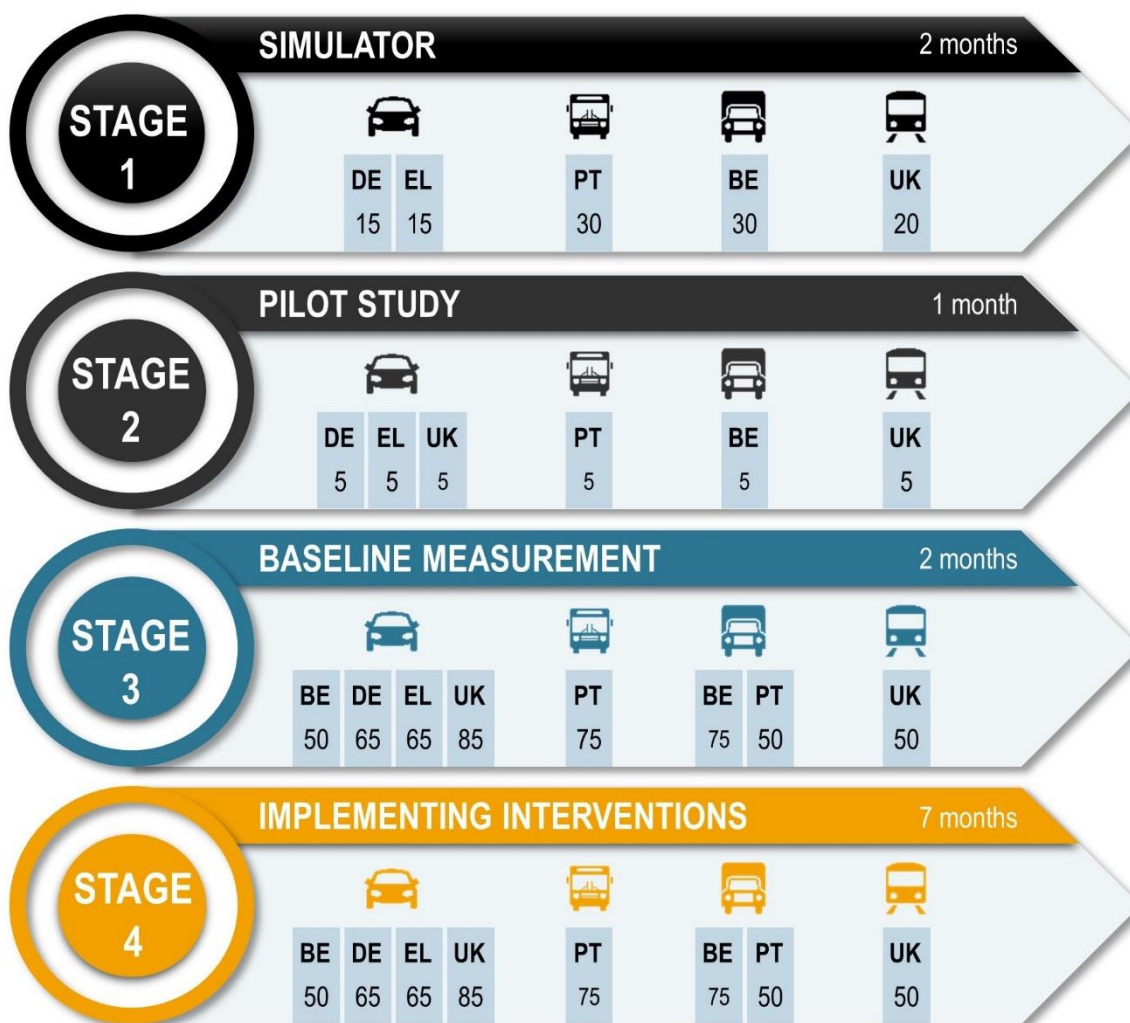 SIMULATOR 2 months
STAGE
1
DE EL PT BE UK
15 15 30 30 20
PILOT STUDY 1 month
STAGE
2
DE EL UK PT BE UK
5 5 5 5 5 5
BASELINE MEASUREMENT 2 months
STAGE
3
BE DE EL UK PT BE PT UK
50 65 65 85 75 75 50 50
IMPLEMENTING INTERVENTIONS 7 months
STAGE
4
BE DE EL UK PT BE PT UK
50 65 65 85 75 75 50 50